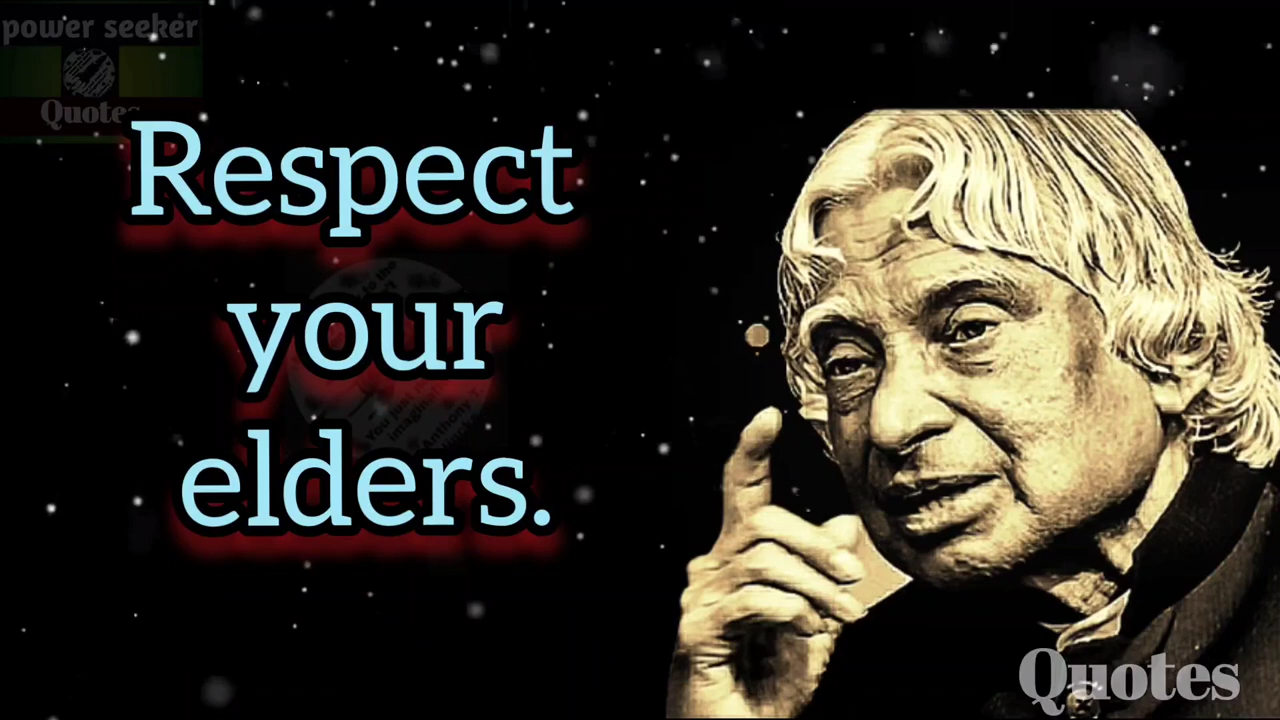 power seeker
Quotes
Respect
your
elders.
Quotes